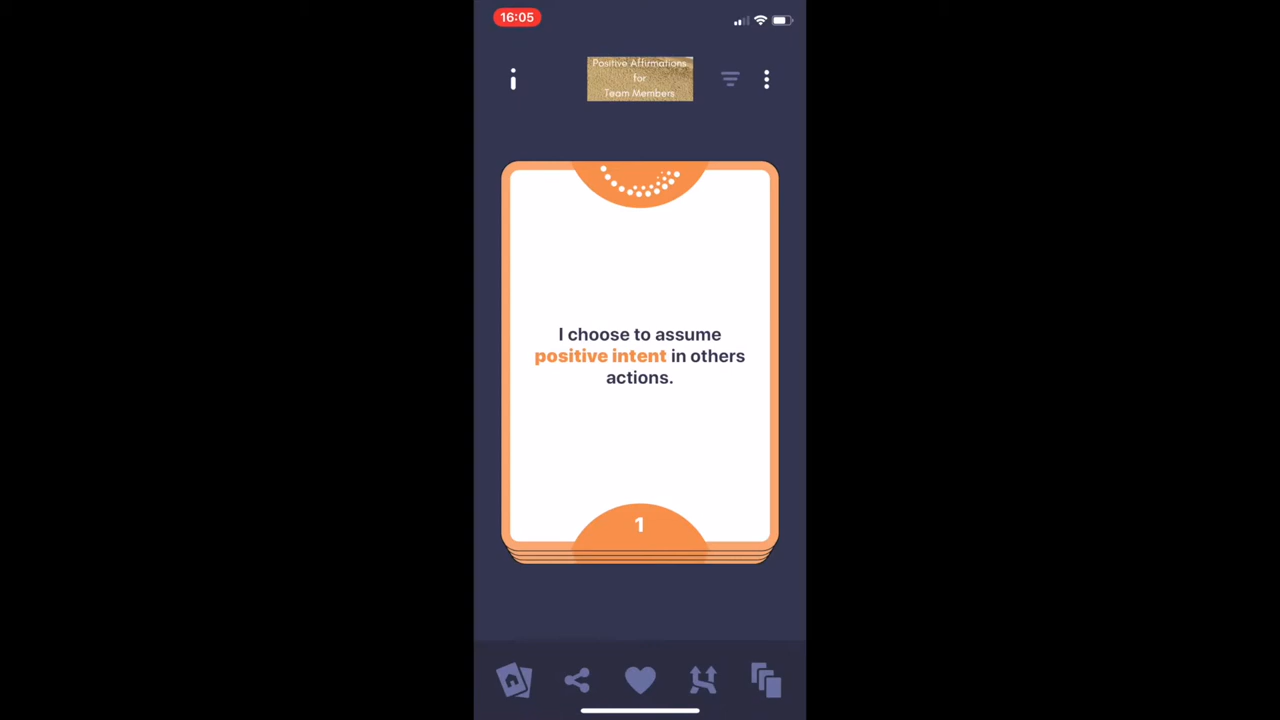 16:05
Positive Affirmations
for
Team Members
I choose to assume
positive intent in others
actions.
1